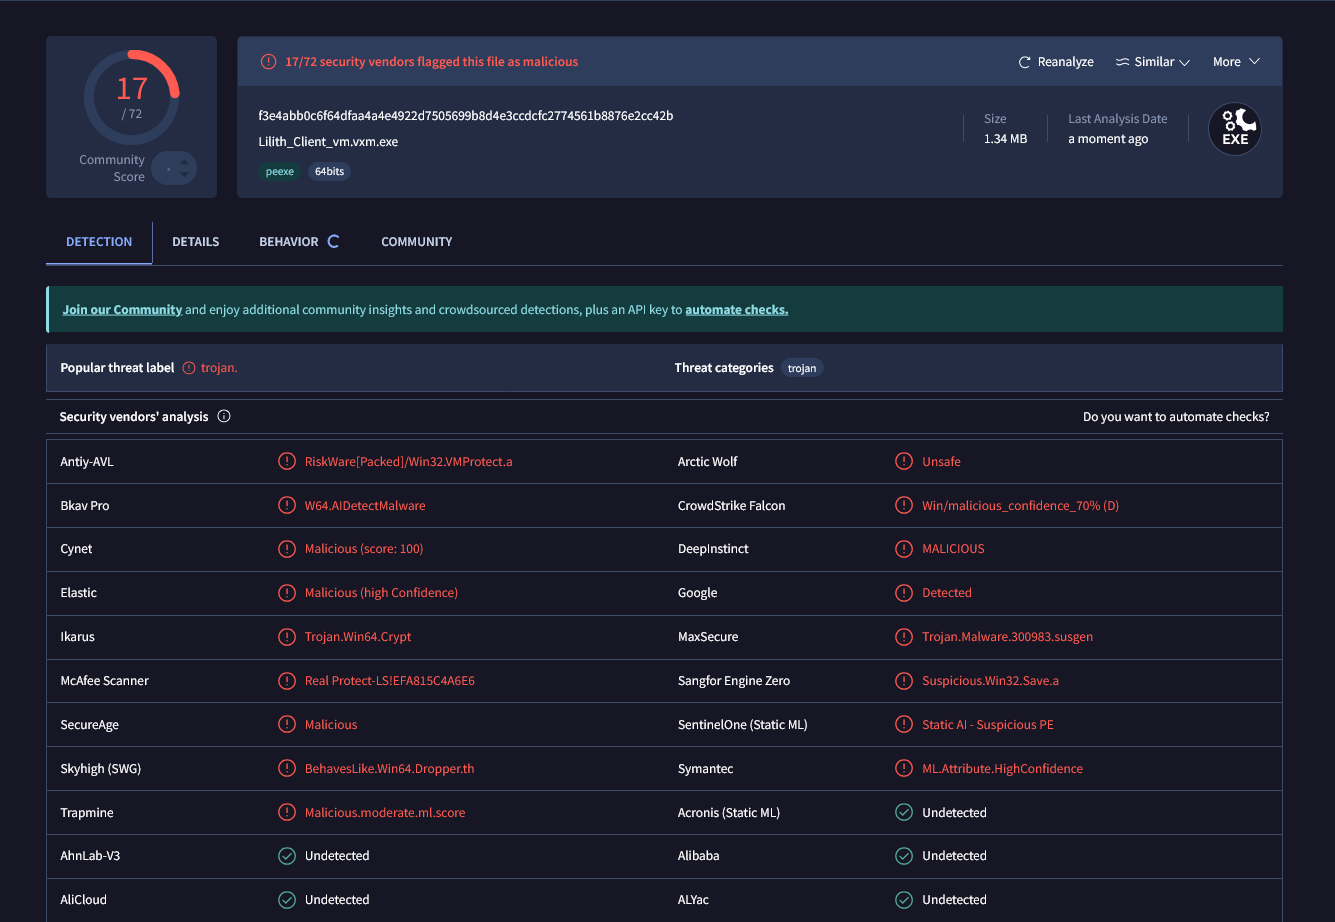 17
/ 72
Community
Score
17/72 security vendors flagged this file as malicious
Reanalyze
Similar
More
f3e4abb0c6f64dfaa4a4e4922d7505699b8d4e3ccdcfc2774561b8876e2cc42b
Lilith_Client_vm.vxm.exe
peexe
64bits
Size
1.34 MB
Last Analysis Date
a moment ago
EXE
DETECTION
DETAILS
BEHAVIOR
COMMUNITY
Join our Community and enjoy additional community insights and crowdsourced detections, plus an API key to automate checks.
Popular threat label trojan.
Threat categories trojan
Security vendors' analysis
Do you want to automate checks?
Antiy-AVL RiskWare[Packed]/Win32.VMProtect.a Arctic Wolf Unsafe
Bkav Pro W64.AIDetectMalware CrowdStrike Falcon Win/malicious_confidence_70% (D)
Cynet Malicious (score: 100) DeepInstinct MALICIOUS
Elastic Malicious (high Confidence) Google Detected
Ikarus Trojan.Win64.Crypt MaxSecure Trojan.Malware.300983.susgen
McAfee Scanner Real Protect-LS!EFA815C4A6E6 Sangfor Engine Zero Suspicious.Win32.Save.a
SecureAge Malicious SentinelOne (Static ML) Static AI - Suspicious PE
Skyhigh (SWG) BehavesLike.Win64.Dropper.th Symantec ML.Attribute.HighConfidence
Trapmine Malicious.moderate.ml.score Acronis (Static ML) Undetected
AhnLab-V3 Undetected Alibaba Undetected
AliCloud Undetected ALYac Undetected